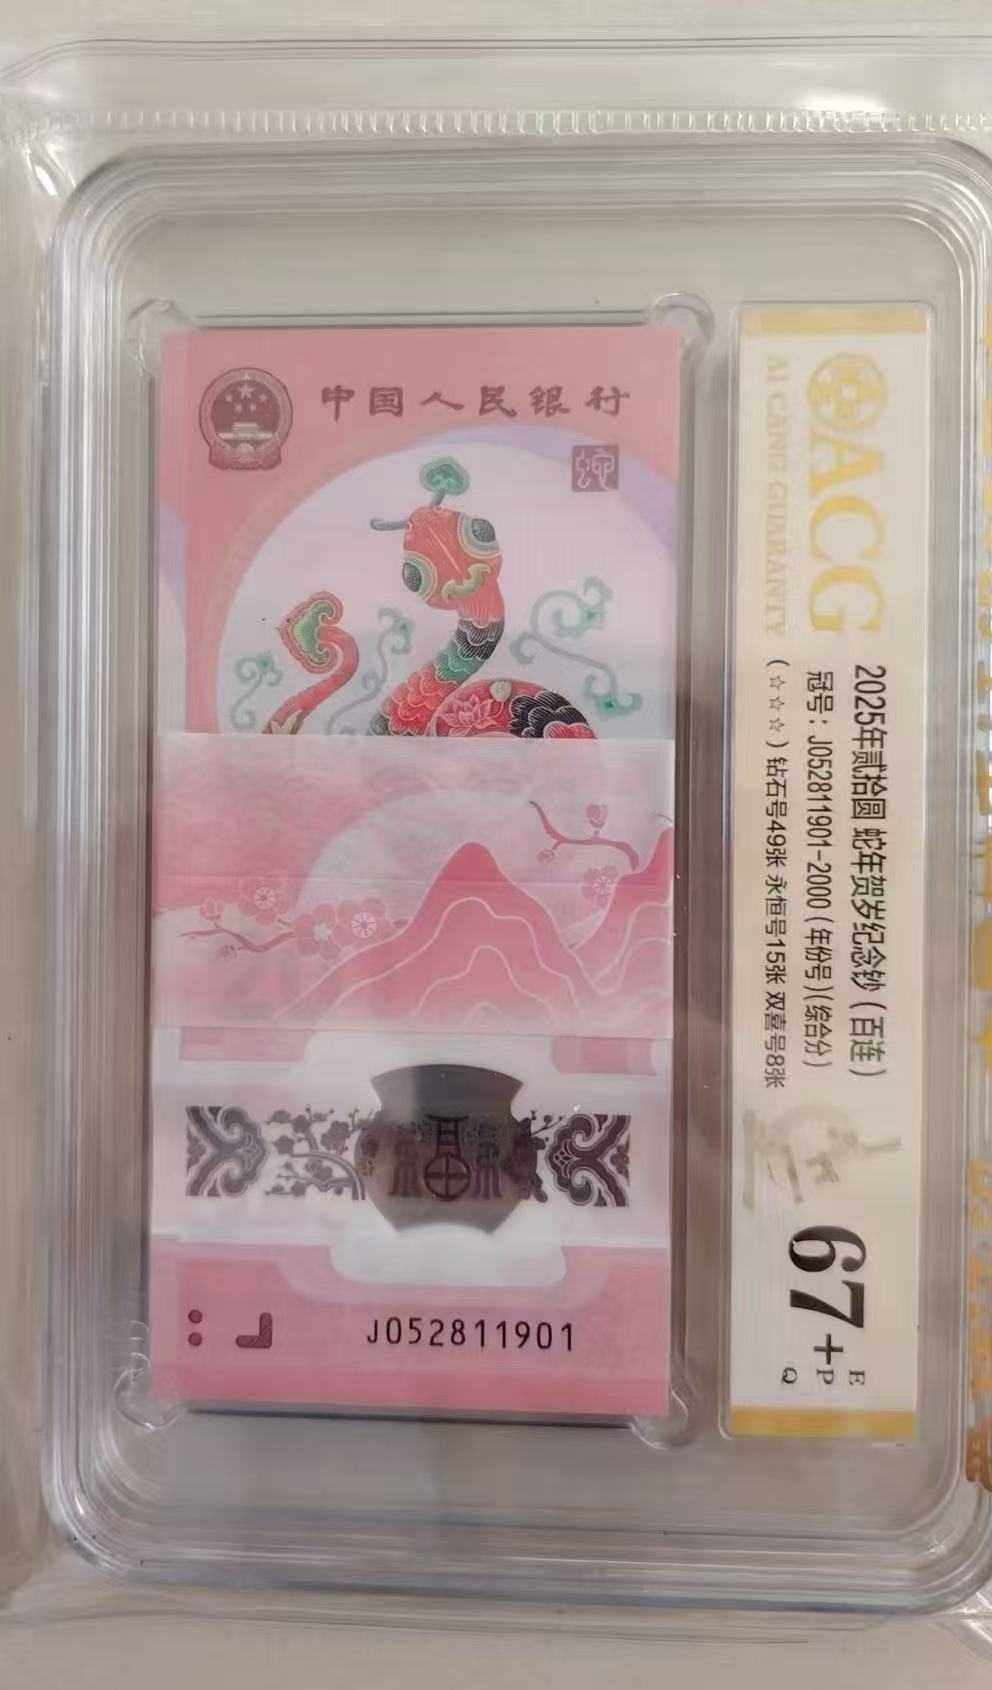 中国人民银行
蛇
J052811901
ACG
AI CANG GUARANTY
2025年贰拾圆 蛇年贺岁纪念钞（百连）
冠号：J052811901-2000（年份号）（综合分）
（☆☆☆）钻石号49张 永恒号15张 双喜号8张
67+
E
P
Q